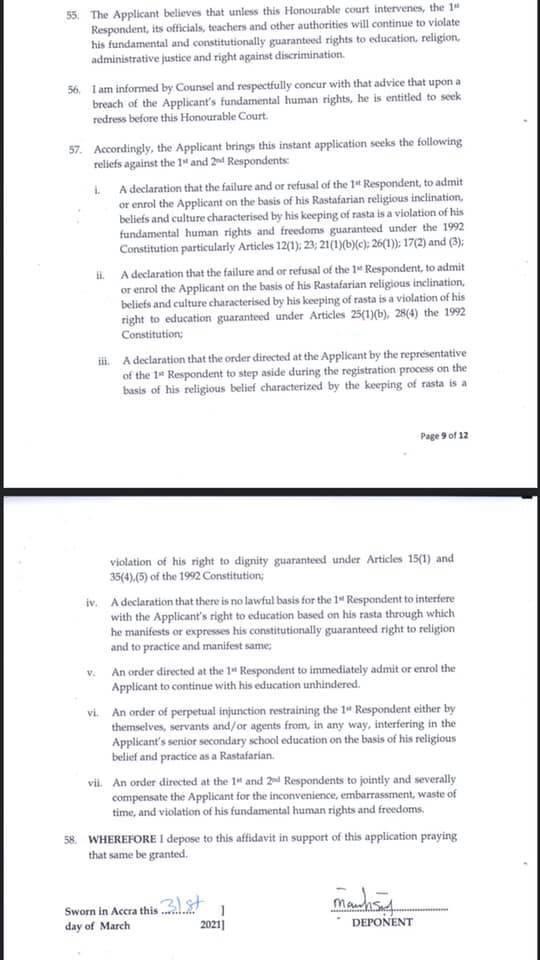 55. The Applicant believes that unless this Honourable court intervenes, the 1st
Respondent, its officials, teachers and other authorities will continue to violate
his fundamental and constitutionally guaranteed rights to education, religion,
administrative justice and right against discrimination.
56. I am informed by Counsel and respectfully concur with that advice that upon a
breach of the Applicant's fundamental human rights, he is entitled to seek
redress before this Honourable Court.
57. Accordingly, the Applicant brings this instant application seeks the following
reliefs against the 1st and 2nd Respondents:
i. A declaration that the failure and or refusal of the 1st Respondent, to admit
or enrol the Applicant on the basis of his Rastafarian religious inclination,
beliefs and culture characterised by his keeping of rasta is a violation of his
fundamental human rights and freedoms guaranteed under the 1992
Constitution particularly Articles 12(1); 23; 21(1)(b)(c); 26(1)); 17(2) and (3);
ii. A declaration that the failure and or refusal of the 1st Respondent, to admit
or enrol the Applicant on the basis of his Rastafarian religious inclination,
beliefs and culture characterised by his keeping of rasta is a violation of his
right to education guaranteed under Articles 25(1)(b), 28(4) the 1992
Constitution;
iii. A declaration that the order directed at the Applicant by the representative
of the 1st Respondent to step aside during the registration process on the
basis of his religious belief characterized by the keeping of rasta is a
Page 9 of 12
violation of his right to dignity guaranteed under Articles 15(1) and
35(4),(5) of the 1992 Constitution;
iv. A declaration that there is no lawful basis for the 1st Respondent to interfere
with the Applicant's right to education based on his rasta through which
he manifests or expresses his constitutionally guaranteed right to religion
and to practice and manifest same;
v. An order directed at the 1st Respondent to immediately admit or enrol the
Applicant to continue with his education unhindered.
vi. An order of perpetual injunction restraining the 1st Respondent either by
themselves, servants and/or agents from, in any way, interfering in the
Applicant's senior secondary school education on the basis of his religious
belief and practice as a Rastafarian.
vii. An order directed at the 1st and 2nd Respondents to jointly and severally
compensate the Applicant for the inconvenience, embarrassment, waste of
time, and violation of his fundamental human rights and freedoms.
58. WHEREFORE I depose to this affidavit in support of this application praying
that same be granted.
Sworn in Accra this 31st ]
day of March 2021]
DEPONENT